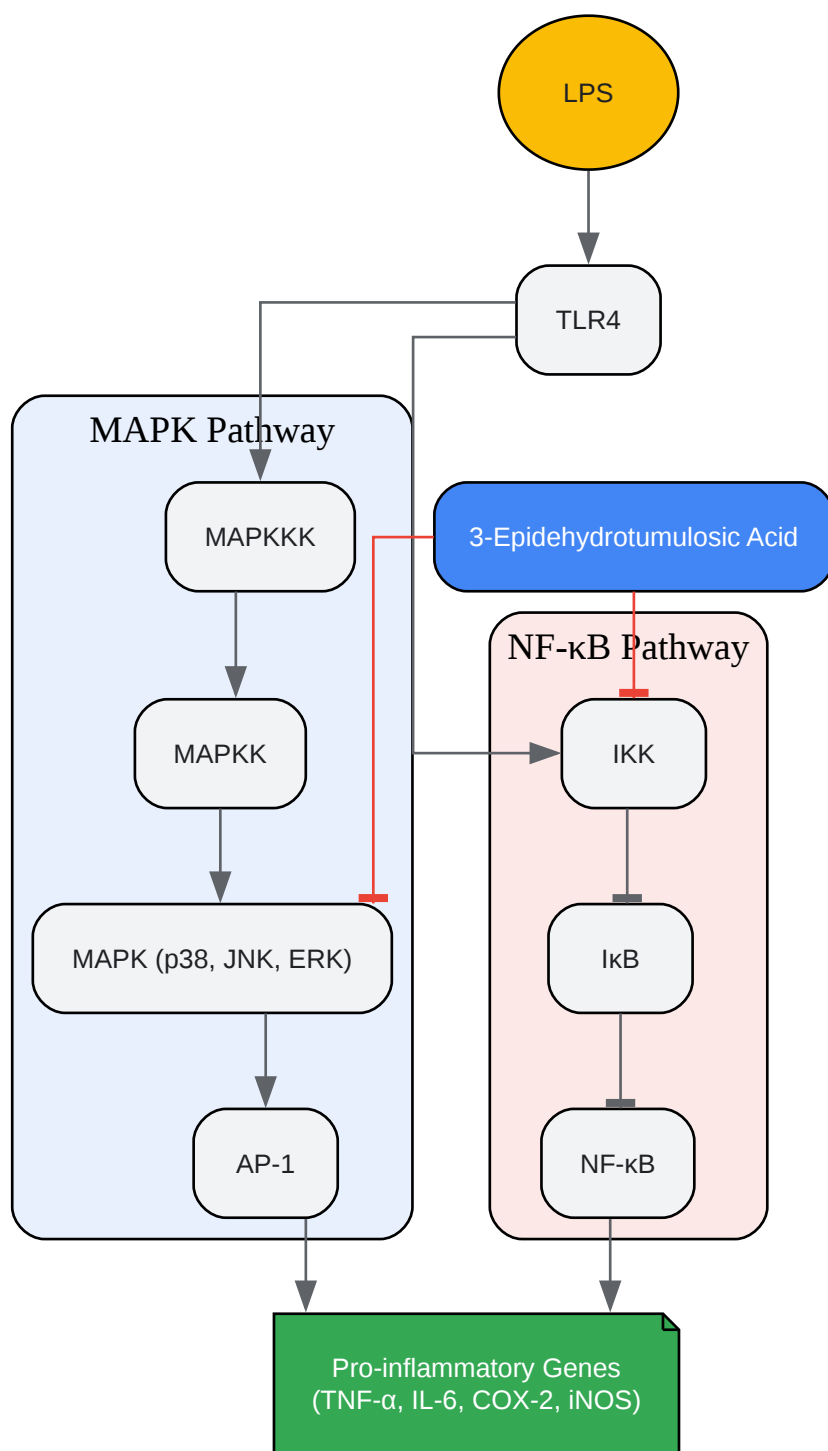 LPS
TLR4
MAPK Pathway
MAPKKK
3-Epidehydrotumulosic Acid
NF-κB Pathway
MAPKK
IKK
MAPK (p38, JNK, ERK)
IκB
AP-1
NF-κB
Pro-inflammatory Genes
(TNF-α, IL-6, COX-2, iNOS)